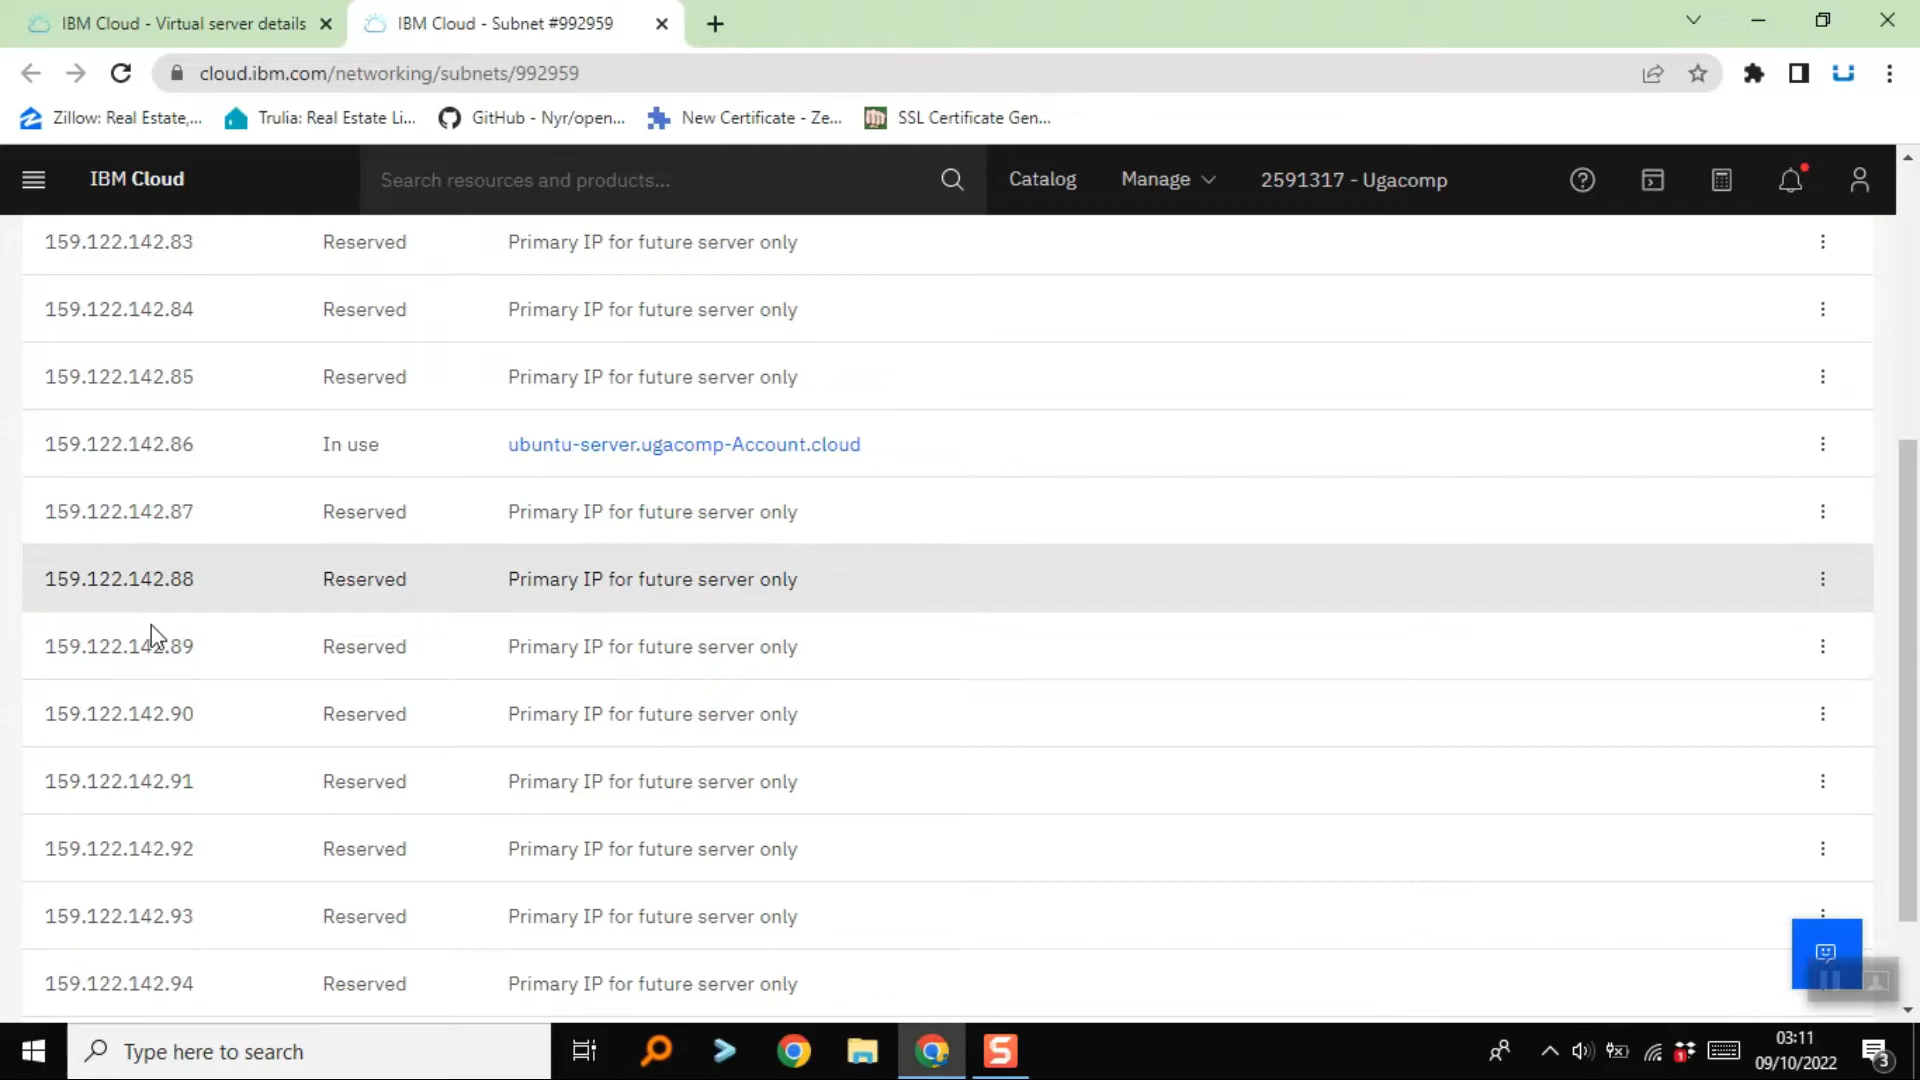 IBM Cloud - Virtual server details
IBM Cloud - Subnet #992959
cloud.ibm.com/networking/subnets/992959
Zillow: Real Estate,...
Trulia: Real Estate Li...
GitHub - Nyr/open...
New Certificate - Ze...
SSL Certificate Gen...
IBM Cloud
Search resources and products...
Catalog
Manage
2591317 - Ugacomp
159.122.142.83 Reserved Primary IP for future server only
159.122.142.84 Reserved Primary IP for future server only
159.122.142.85 Reserved Primary IP for future server only
159.122.142.86 In use ubuntu-server.ugacomp-Account.cloud
159.122.142.87 Reserved Primary IP for future server only
159.122.142.88 Reserved Primary IP for future server only
159.122.142.89 Reserved Primary IP for future server only
159.122.142.90 Reserved Primary IP for future server only
159.122.142.91 Reserved Primary IP for future server only
159.122.142.92 Reserved Primary IP for future server only
159.122.142.93 Reserved Primary IP for future server only
159.122.142.94 Reserved Primary IP for future server only
Type here to search
S
1
03:11
09/10/2022
3